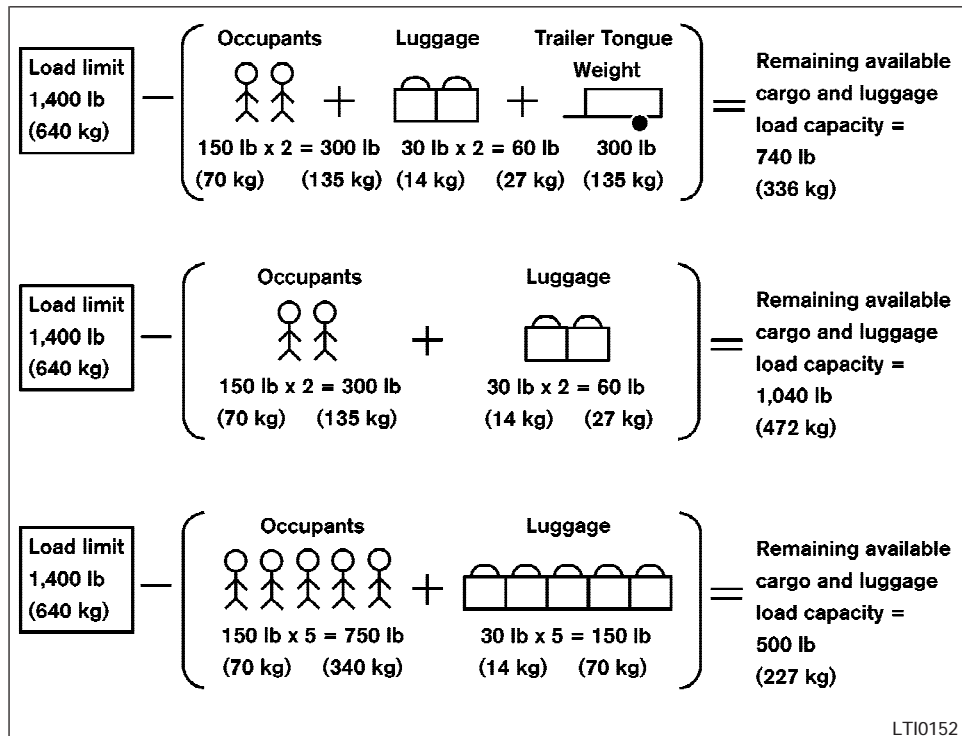 Occupants Luggage Trailer Tongue
Weight
Load limit
1,400 lb
(640 kg)
— + + =
150 lb x 2 = 300 lb 30 lb x 2 = 60 lb 300 lb
(70 kg) (135 kg) (14 kg) (27 kg) (135 kg)
Remaining available
cargo and luggage
load capacity =
740 lb
(336 kg)
Occupants Luggage
Load limit
1,400 lb
(640 kg)
— + =
150 lb x 2 = 300 lb 30 lb x 2 = 60 lb
(70 kg) (135 kg) (14 kg) (27 kg)
Remaining available
cargo and luggage
load capacity =
1,040 lb
(472 kg)
Occupants Luggage
Load limit
1,400 lb
(640 kg)
— + =
150 lb x 5 = 750 lb 30 lb x 5 = 150 lb
(70 kg) (340 kg) (14 kg) (70 kg)
Remaining available
cargo and luggage
load capacity =
500 lb
(227 kg)
LTI0152